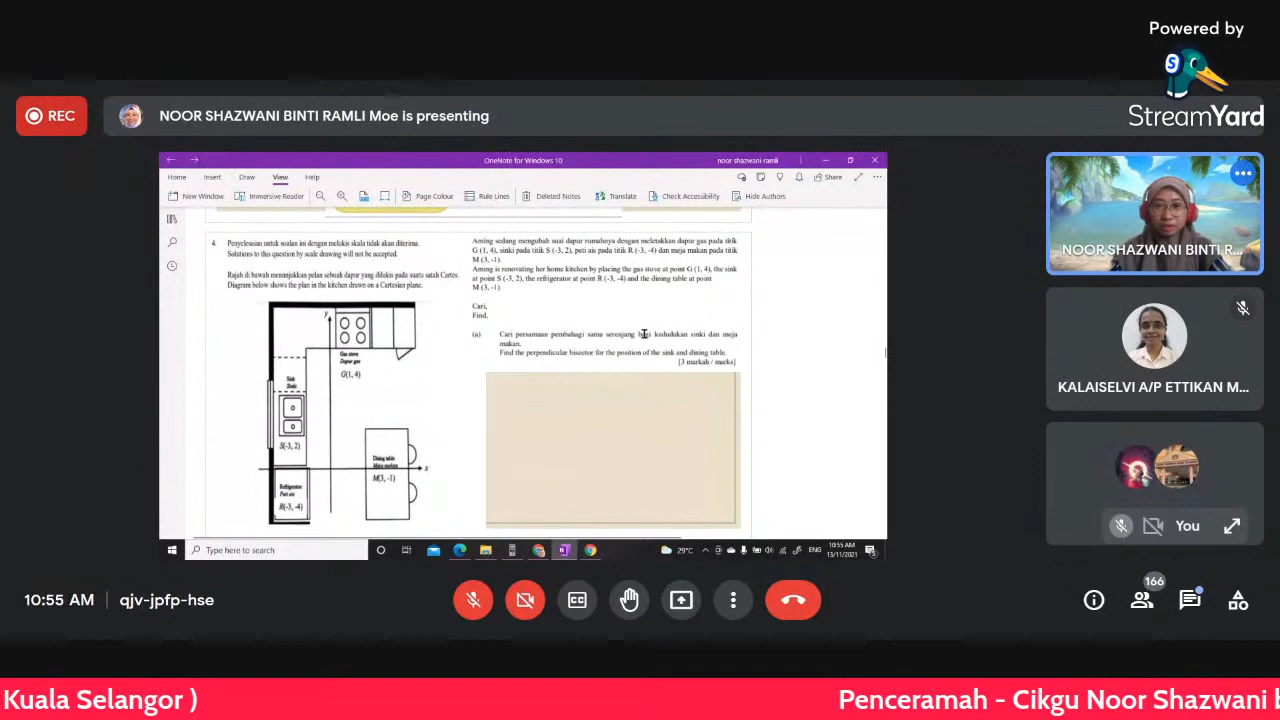 Powered by
StreamYard
REC
NOOR SHAZWANI BINTI RAMLI Moe is presenting
OneNote for Windows 10
noor shazwani ramli
Home Insert Draw View Help
Share
New Window Immersive Reader Page Colour Rule Lines Deleted Notes Translate Check Accessibility Hide Authors
4. Penyelesaian untuk soalan ini dengan melukis skala tidak akan diterima.
Solutions to this question by scale drawing will not be accepted.
Rajah di bawah menunjukkan pelan sebuah dapur yang dilukis pada suatu satah Cartes.
Diagram below shows the plan in the kitchen drawn on a Cartesian plane.
y
Gas stove
Dapur gas
G(1, 4)
Sink
Sinki
S(-3, 2)
Dining table
Meja makan
M(3, -1)
x
Refrigerator
Peti ais
R(-3, -4)
Aming sedang mengubah suai dapur rumahnya dengan meletakkan dapur gas pada titik
G (1, 4), sinki pada titik S (-3, 2), peti ais pada titik R (-3, -4) dan meja makan pada titik
M (3, -1).
Aming is renovating her home kitchen by placing the gas stove at point G (1, 4), the sink
at point S (-3, 2), the refrigerator at point R (-3, -4) and the dining table at point
M (3, -1).
Cari,
Find,
(a) Cari persamaan pembahagi sama serenjang bagi kedudukan sinki dan meja
makan.
Find the perpendicular bisector for the position of the sink and dining table.
[3 markah / marks]
Type here to search
29°C
ENG
10:55 AM
13/11/2021
NOOR SHAZWANI BINTI R...
KALAISELVI A/P ETTIKAN M...
You
10:55 AM
qjv-jpfp-hse
CC
166
Kuala Selangor )
Penceramah - Cikgu Noor Shazwani b